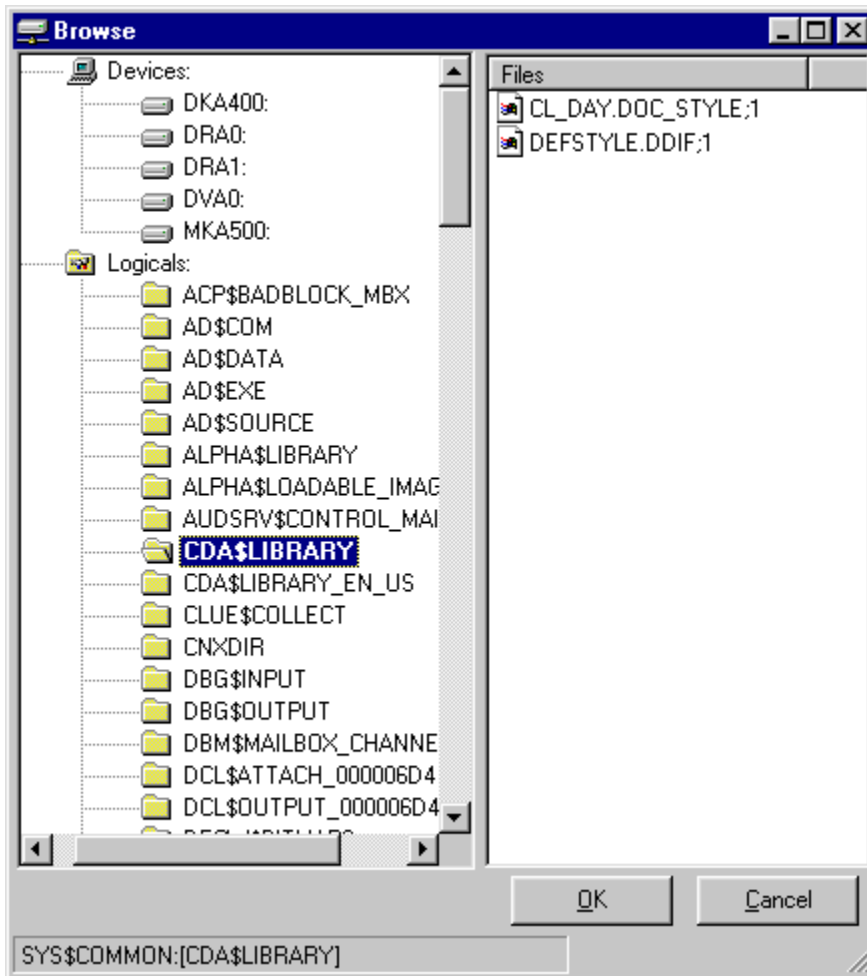 Browse
Devices:
DKA400:
DRA0:
DRA1:
DVA0:
MKA500:
Logicals:
ACP$BADBLOCK_MBX
AD$COM
AD$DATA
AD$EXE
AD$SOURCE
ALPHA$LIBRARY
ALPHA$LOADABLE_IMAG
AUDSRV$CONTROL_MAI
CDA$LIBRARY
CDA$LIBRARY_EN_US
CLUE$COLLECT
CNXDIR
DBG$INPUT
DBG$OUTPUT
DBM$MAILBOX_CHANNE
DCL$ATTACH_000006D4
DCL$OUTPUT_000006D4
Files
CL_DAY.DOC_STYLE;1
DEFSTYLE.DDIF;1
OK
Cancel
SYS$COMMON:[CDA$LIBRARY]